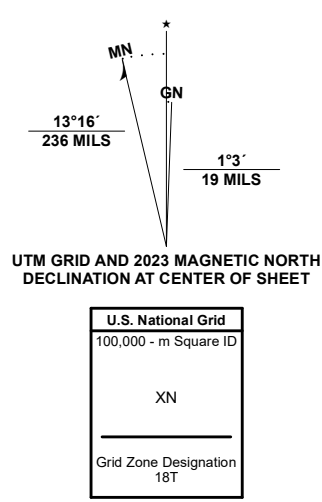 ★
MN
GN
13°16´
236 MILS
1°3´
19 MILS
UTM GRID AND 2023 MAGNETIC NORTH
DECLINATION AT CENTER OF SHEET
U.S. National Grid
100,000 - m Square ID
XN
Grid Zone Designation
18T